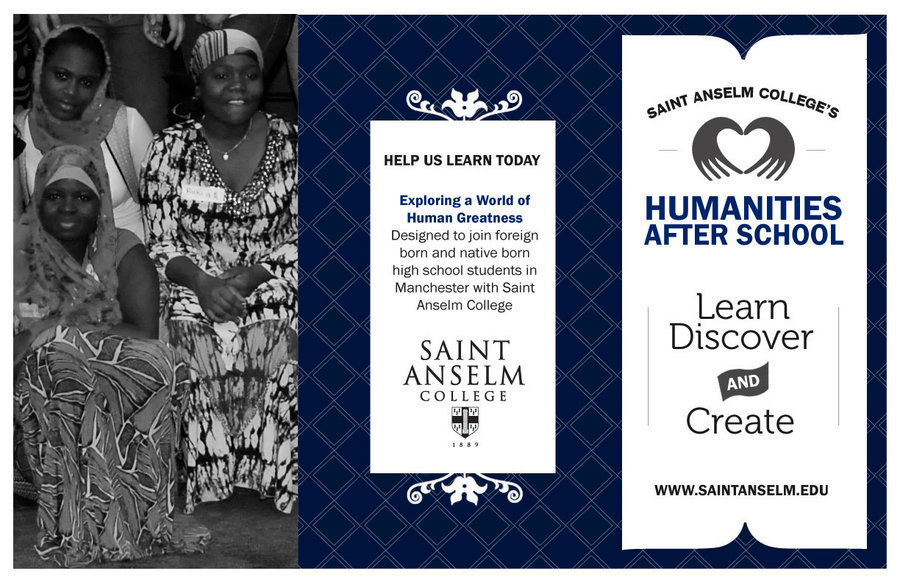 HELP US LEARN TODAY
Exploring a World of
Human Greatness
Designed to join foreign
born and native born
high school students in
Manchester with Saint
Anselm College
SAINT
ANSELM
COLLEGE
1889
SAINT ANSELM COLLEGE'S
HUMANITIES
AFTER SCHOOL
Learn
Discover
AND
Create
WWW.SAINTANSELM.EDU